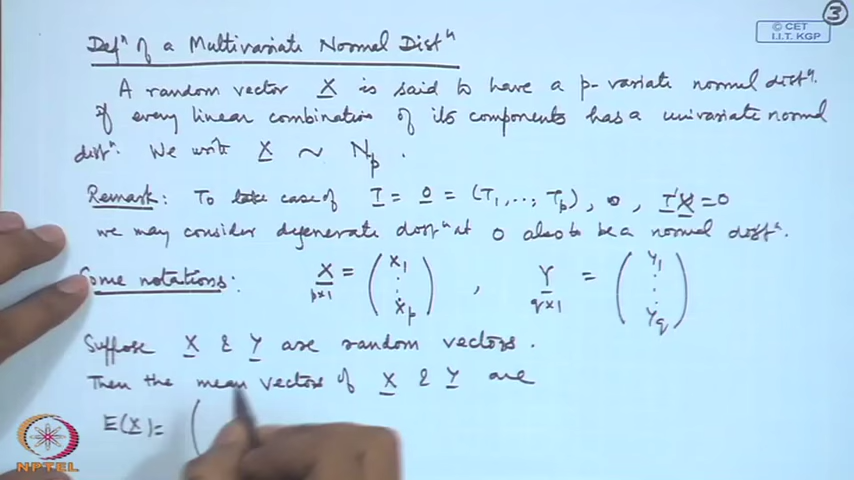 3
© CET
I.I.T. KGP
Defⁿ of a Multivariate Normal Distⁿ
A random vector X is said to have a p-variate normal distⁿ.
if every linear combination of its components has a univariate normal
distⁿ. We write X ~ Nₚ .
Remark: To take case of T = 0 = (T₁, .., Tₚ), 0, T'X = 0
we may consider degenerate distⁿ at 0 also to be a normal distⁿ.
Some notations: X p×1 = (X₁ . . Xₚ) , Y q×1 = (Y₁ . . . Y_q)
Suppose X & Y are random vectors.
Then the mean vectors of X & Y are
E(X) = (
NPTEL